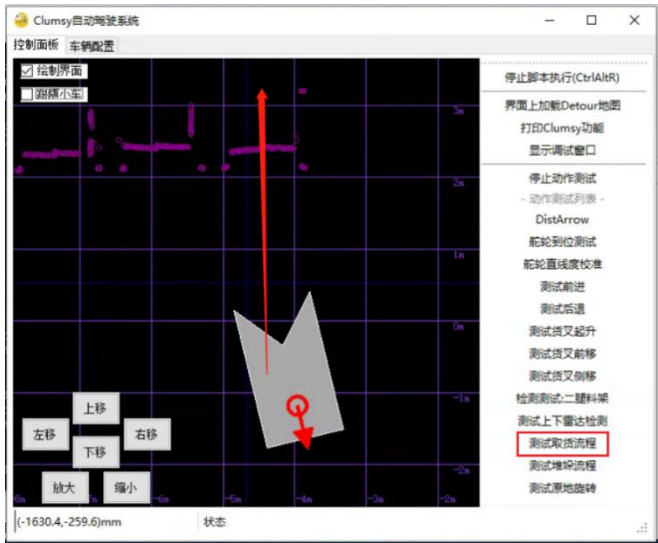 Clumsy自动驾驶系统
控制面板 车辆配置
绘制界面
跟随小车
3m
2m
1m
0m
-1m
-2m
-6m
-5m
-4m
-3m
-2m
上移
左移
右移
下移
放大
缩小
(-1630.4,-259.6)mm
状态
停止脚本执行(CtrlAltR)
界面上加载Detour地图
打印Clumsy功能
显示调试窗口
停止动作测试
- 动作测试列表 -
DistArrow
舵轮到位测试
舵轮直线度校准
测试前进
测试后退
测试货叉起升
测试货叉前移
测试货叉侧移
检测测试:二腿料架
测试上下雷达检测
测试取货流程
测试堆垛流程
测试原地旋转